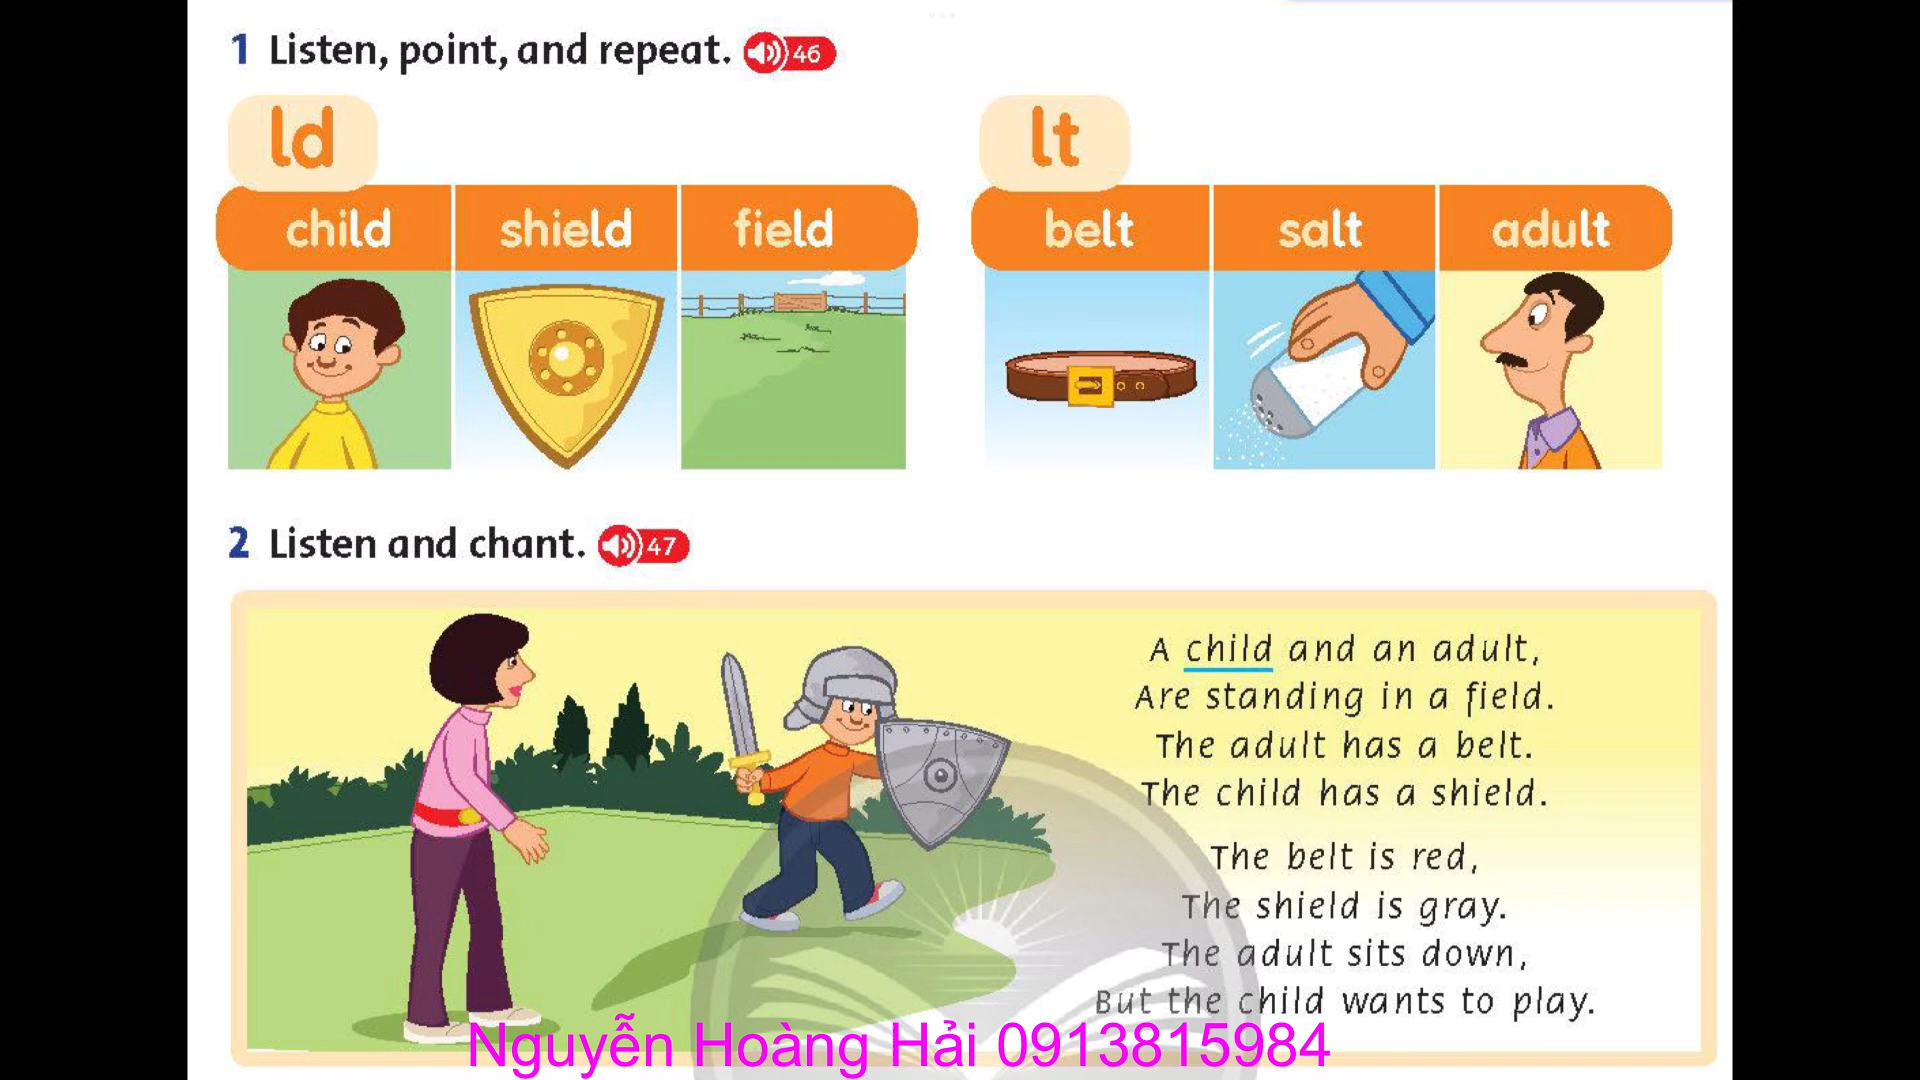 1 Listen, point, and repeat. 46
ld
lt
child shield field
belt salt adult
2 Listen and chant. 47
A child and an adult,
Are standing in a field.
The adult has a belt.
The child has a shield.
The belt is red,
The shield is gray.
The adult sits down,
But the child wants to play.
Nguyễn Hoàng Hải 0913815984